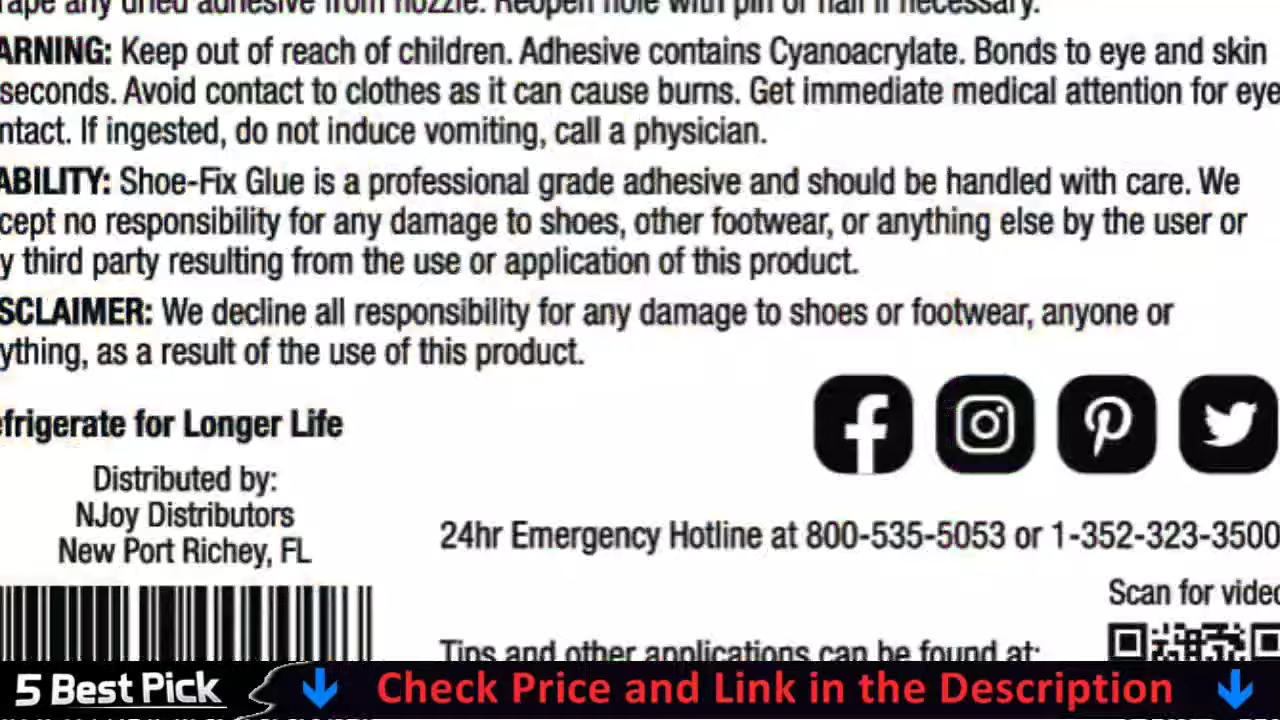 rape any dried adhesive from nozzle. Reopen hole with pin or nail if necessary.
ARNING: Keep out of reach of children. Adhesive contains Cyanoacrylate. Bonds to eye and skin
seconds. Avoid contact to clothes as it can cause burns. Get immediate medical attention for eye
ntact. If ingested, do not induce vomiting, call a physician.
ABILITY: Shoe-Fix Glue is a professional grade adhesive and should be handled with care. We
cept no responsibility for any damage to shoes, other footwear, or anything else by the user or
y third party resulting from the use or application of this product.
SCLAIMER: We decline all responsibility for any damage to shoes or footwear, anyone or
ything, as a result of the use of this product.
efrigerate for Longer Life
Distributed by:
NJoy Distributors
New Port Richey, FL
24hr Emergency Hotline at 800-535-5053 or 1-352-323-3500
Scan for video
Tips and other applications can be found at:
5 Best Pick
Check Price and Link in the Description